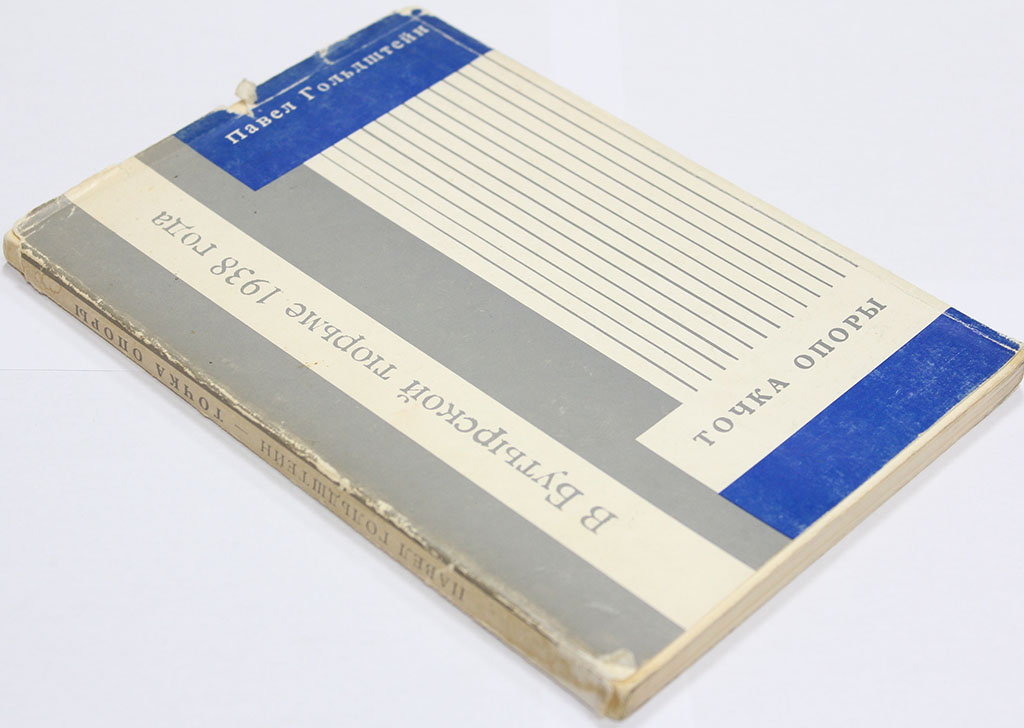 Павел Гольдштейн
В Бутырской тюрьме 1938 года
ТОЧКА ОПОРЫ
ПАВЕЛ ГОЛЬДШТЕЙН — ТОЧКА ОПОРЫ